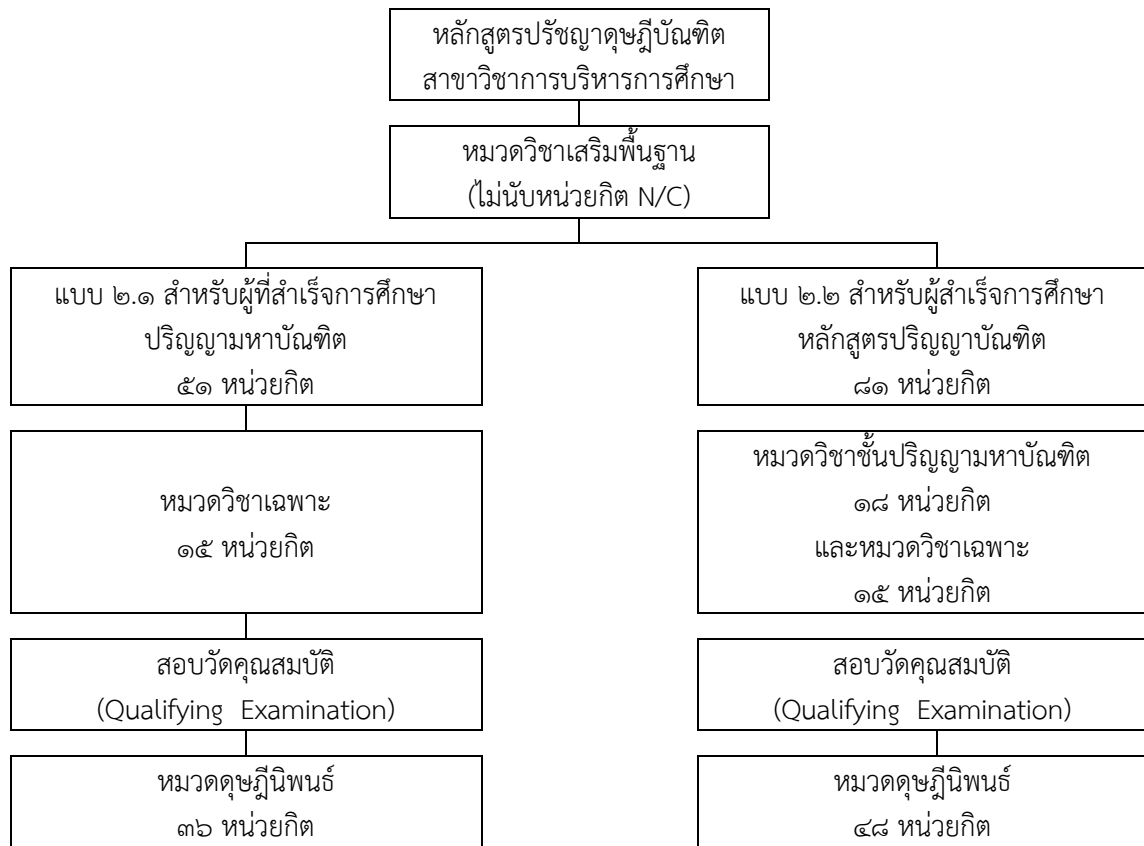 หลักสูตรปรัชญาดุษฎีบัณฑิต
สาขาวิชาการบริหารการศึกษา
หมวดวิชาเสริมพื้นฐาน
(ไม่นับหน่วยกิต N/C)
แบบ ๒.๑ สำหรับผู้ที่สำเร็จการศึกษา
ปริญญามหาบัณฑิต
๕๑ หน่วยกิต
หมวดวิชาเฉพาะ
๑๕ หน่วยกิต
สอบวัดคุณสมบัติ
(Qualifying Examination)
หมวดดุษฎีนิพนธ์
๓๖ หน่วยกิต
แบบ ๒.๒ สำหรับผู้สำเร็จการศึกษา
หลักสูตรปริญญาบัณฑิต
๘๑ หน่วยกิต
หมวดวิชาชั้นปริญญามหาบัณฑิต
๑๘ หน่วยกิต
และหมวดวิชาเฉพาะ
๑๕ หน่วยกิต
สอบวัดคุณสมบัติ
(Qualifying Examination)
หมวดดุษฎีนิพนธ์
๔๘ หน่วยกิต